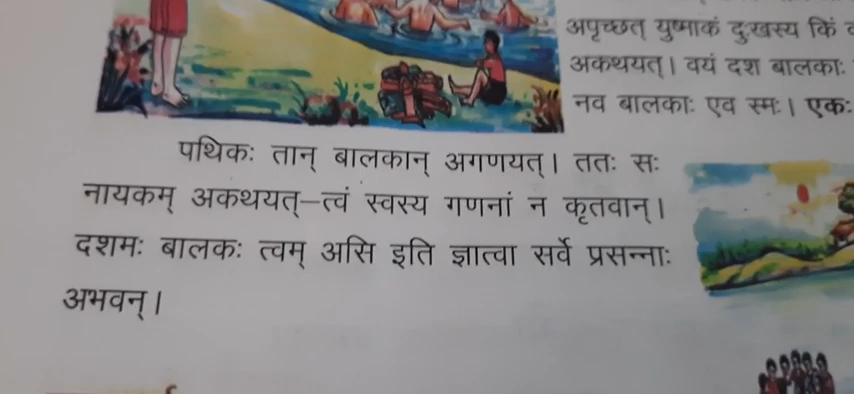 अपृच्छत् युष्माकं दुःखस्य किं
अकथयत्। वयं दश बालकाः
नव बालकाः एव स्मः। एकः
पथिकः तान् बालकान् अगणयत्। ततः सः
नायकम् अकथयत्–त्वं स्वस्य गणनां न कृतवान्।
दशमः बालकः त्वम् असि इति ज्ञात्वा सर्वे प्रसन्नाः
अभवन्।